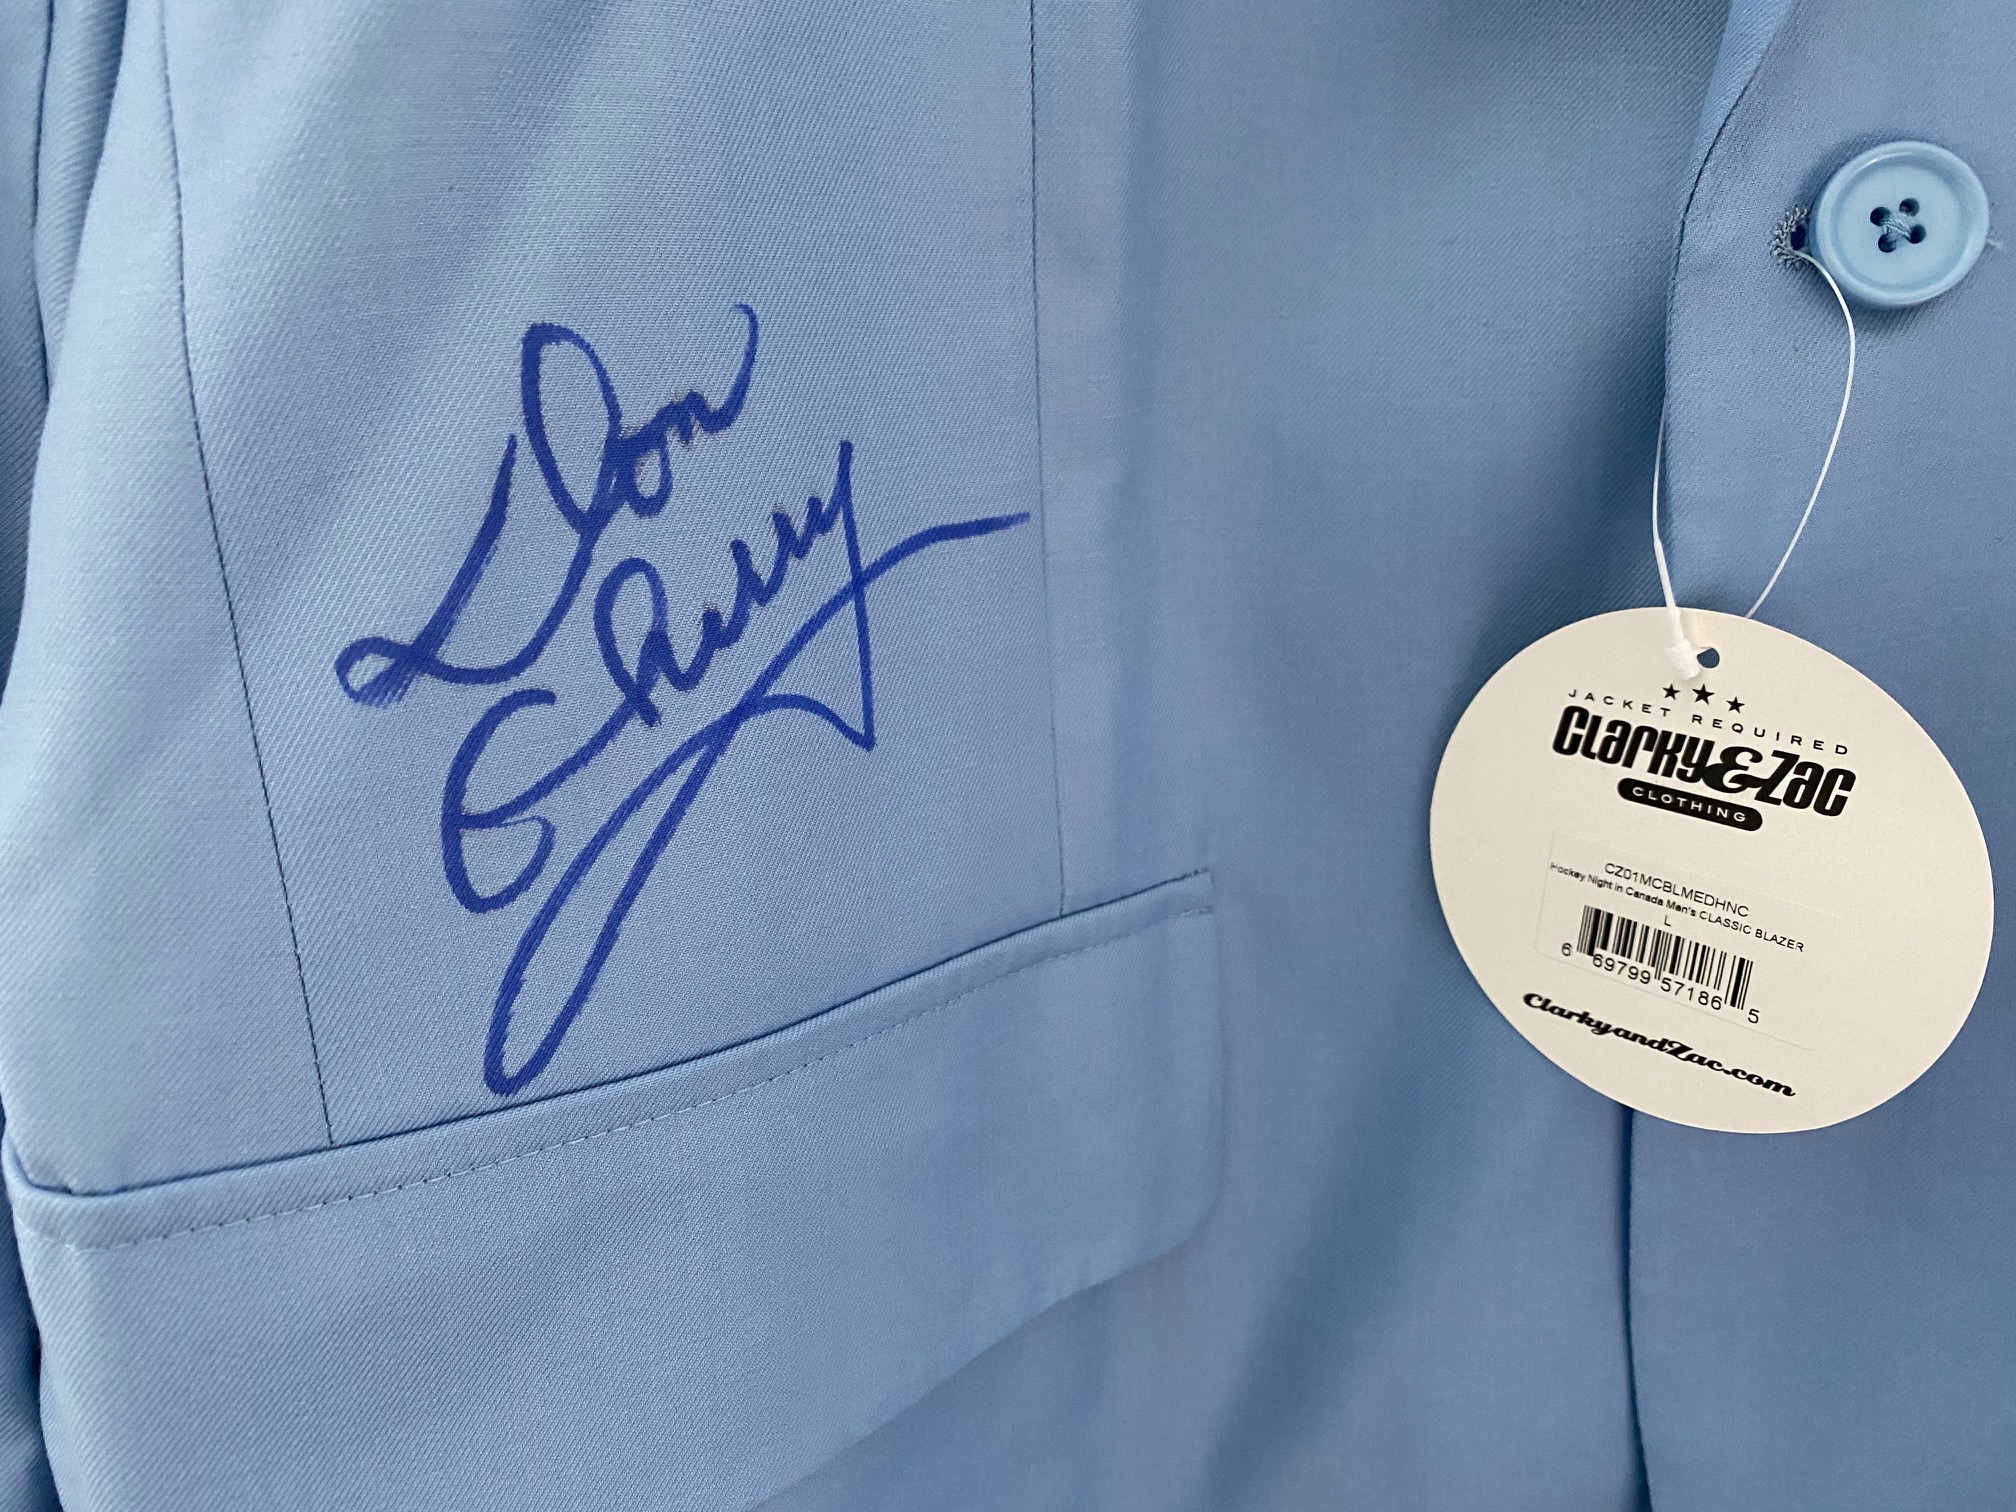 Don
Cherry
★ ★ ★
JACKET REQUIRED
Clarky&Zac
CLOTHING
CZ01MCBLMEDHNC
Hockey Night in Canada Men's CLASSIC BLAZER
L
6 69799 57186 5
ClarkyandZac.com